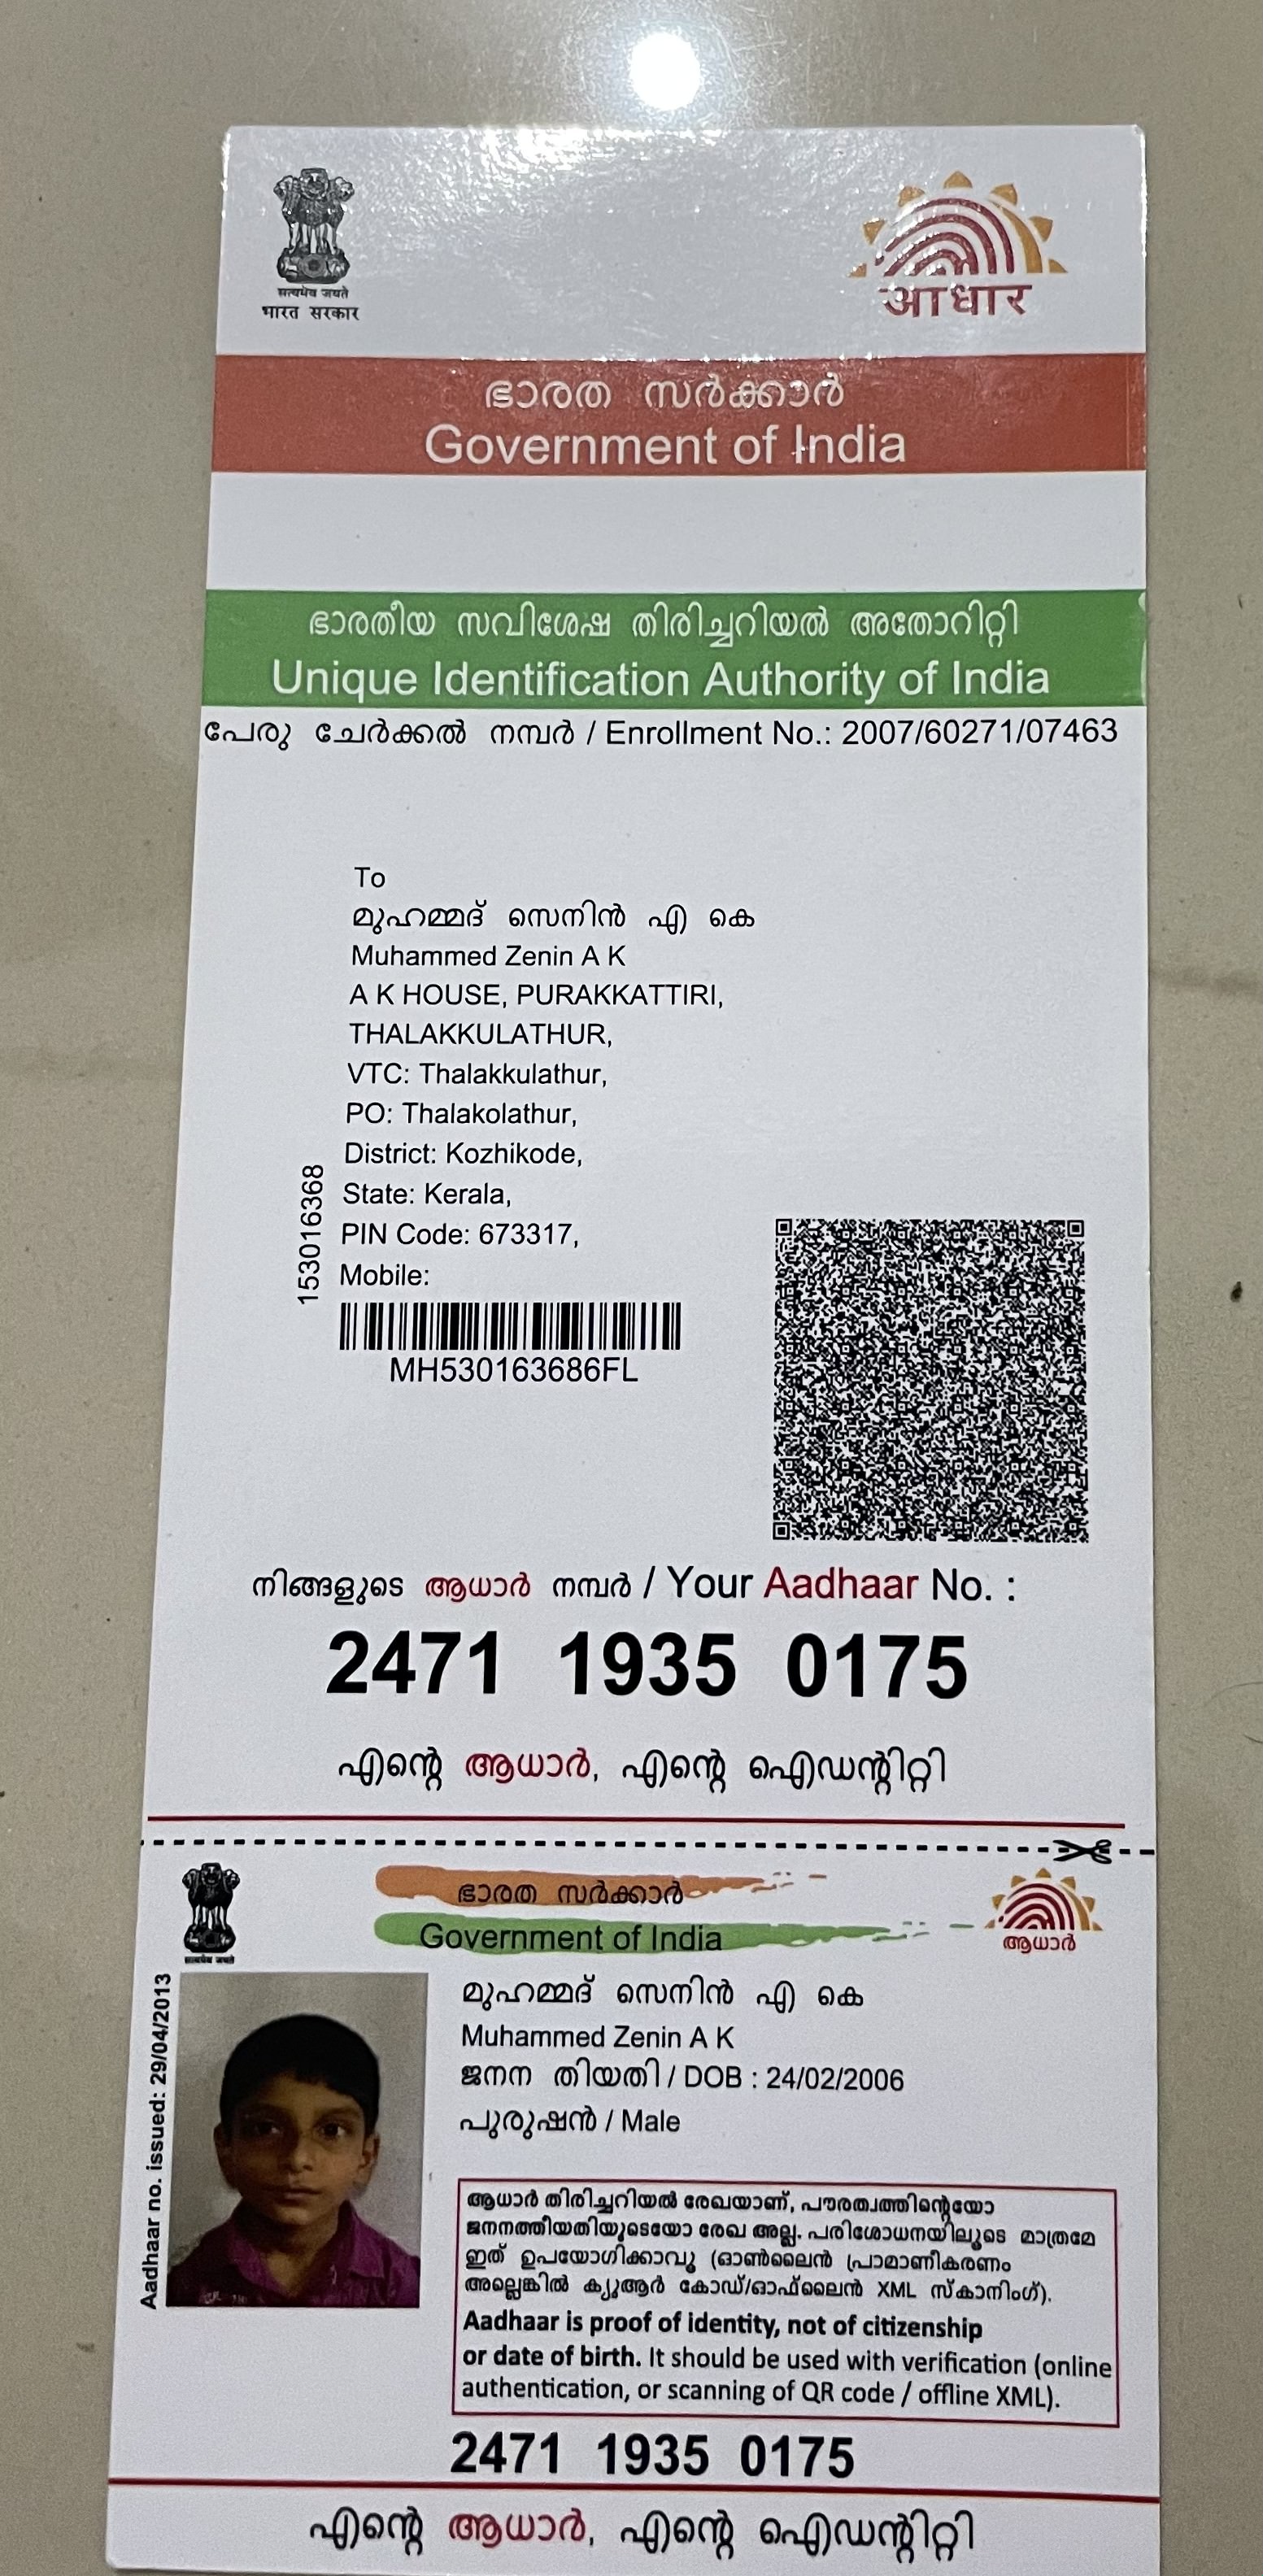 सत्यमेव जयते
भारत सरकार
आधार
ഭാരത സർക്കാർ
Government of India
ഭാരതീയ സവിശേഷ തിരിച്ചറിയൽ അതോറിറ്റി
Unique Identification Authority of India
പേരു ചേർക്കൽ നമ്പർ / Enrollment No.: 2007/60271/07463
To
മുഹമ്മദ് സെനിൻ എ കെ
Muhammed Zenin A K
A K HOUSE, PURAKKATTIRI,
THALAKKULATHUR,
VTC: Thalakkulathur,
PO: Thalakolathur,
District: Kozhikode,
State: Kerala,
PIN Code: 673317,
Mobile:
153016368
MH530163686FL
നിങ്ങളുടെ ആധാർ നമ്പർ / Your Aadhaar No. :
2471 1935 0175
എന്റെ ആധാർ, എന്റെ ഐഡന്റിറ്റി
ഭാരത സർക്കാർ
Government of India
सत्यमेव जयते
ആധാർ
Aadhaar no. issued: 29/04/2013
മുഹമ്മദ് സെനിൻ എ കെ
Muhammed Zenin A K
ജനന തിയതി / DOB : 24/02/2006
പുരുഷൻ / Male
ആധാർ തിരിച്ചറിയൽ രേഖയാണ്, പൗരത്വത്തിന്റെയോ
ജനനത്തീയതിയുടെയോ രേഖ അല്ല. പരിശോധനയിലൂടെ മാത്രമേ
ഇത് ഉപയോഗിക്കാവൂ (ഓൺലൈൻ പ്രാമാണീകരണം
അല്ലെങ്കിൽ ക്യുആർ കോഡ്/ഓഫ്‌ലൈൻ XML സ്കാനിംഗ്).
Aadhaar is proof of identity, not of citizenship
or date of birth. It should be used with verification (online
authentication, or scanning of QR code / offline XML).
2471 1935 0175
എന്റെ ആധാർ, എന്റെ ഐഡന്റിറ്റി